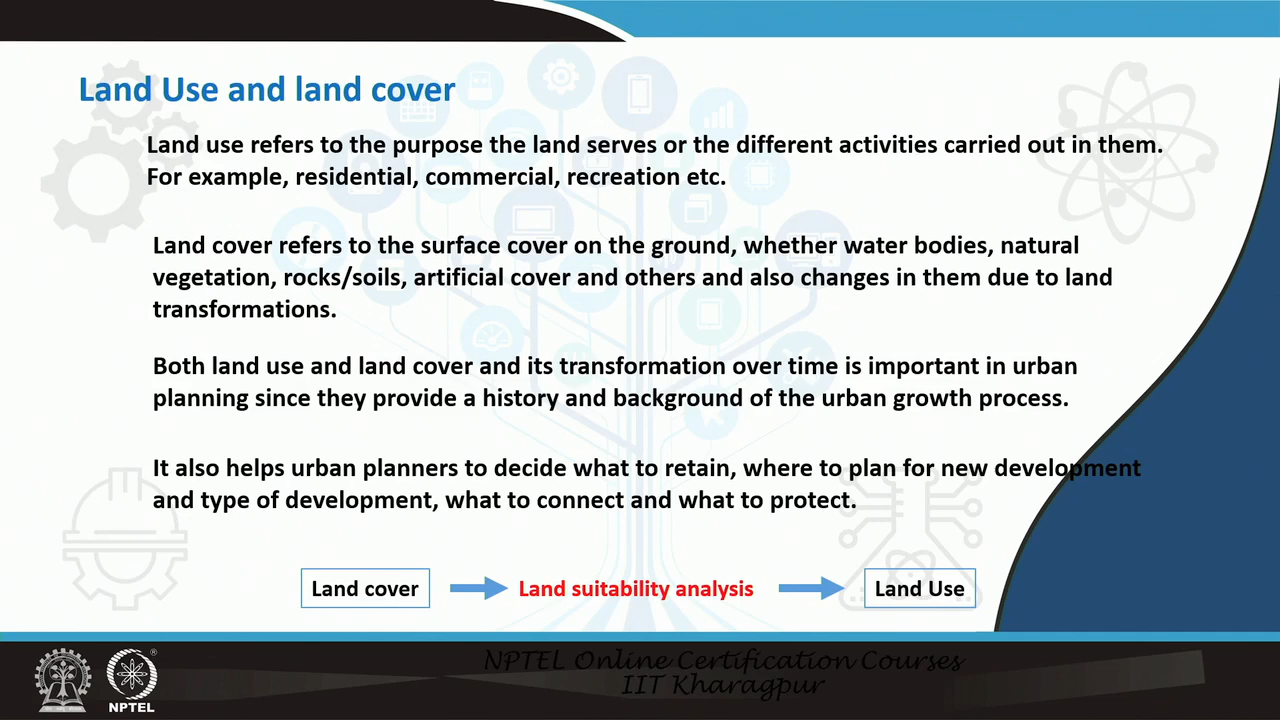 Land Use and land cover
Land use refers to the purpose the land serves or the different activities carried out in them.
For example, residential, commercial, recreation etc.
Land cover refers to the surface cover on the ground, whether water bodies, natural
vegetation, rocks/soils, artificial cover and others and also changes in them due to land
transformations.
Both land use and land cover and its transformation over time is important in urban
planning since they provide a history and background of the urban growth process.
It also helps urban planners to decide what to retain, where to plan for new development
and type of development, what to connect and what to protect.
Land cover
Land suitability analysis
Land Use
NPTEL Online Certification Courses
IIT Kharagpur
NPTEL